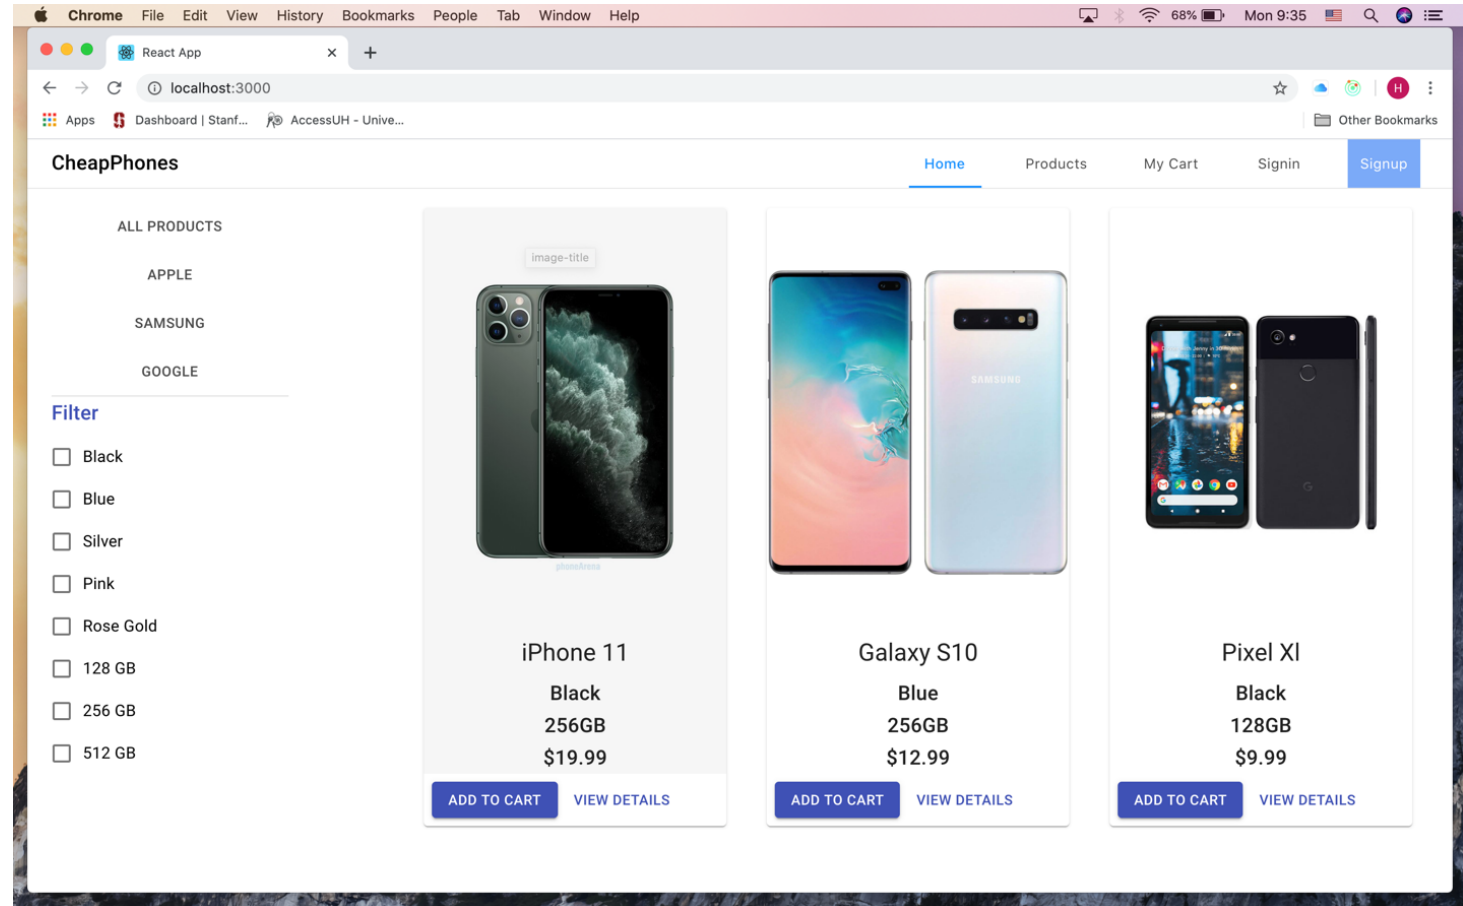 Chrome File Edit View History Bookmarks People Tab Window Help 68% Mon 9:35
React App
localhost:3000
H
Apps Dashboard | Stanf... AccessUH - Unive... Other Bookmarks
CheapPhones Home Products My Cart Signin Signup
ALL PRODUCTS
APPLE
SAMSUNG
GOOGLE
Filter
Black
Blue
Silver
Pink
Rose Gold
128 GB
256 GB
512 GB
image-title
phoneArena
iPhone 11
Black
256GB
$19.99
ADD TO CART VIEW DETAILS
SAMSUNG
Galaxy S10
Blue
256GB
$12.99
ADD TO CART VIEW DETAILS
Pixel Xl
Black
128GB
$9.99
ADD TO CART VIEW DETAILS